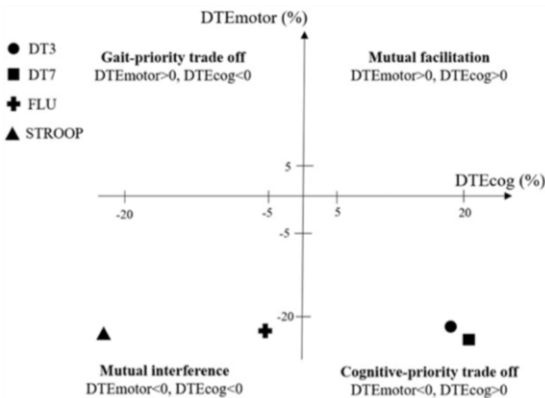 DTEmotor (%)
DT3
DT7
FLU
STROOP
Gait-priority trade off
DTEmotor>0, DTEcog<0
Mutual facilitation
DTEmotor>0, DTEcog>0
5
DTEcog (%)
-20
-5
5
20
-5
-20
Mutual interference
DTEmotor<0, DTEcog<0
Cognitive-priority trade off
DTEmotor<0, DTEcog>0